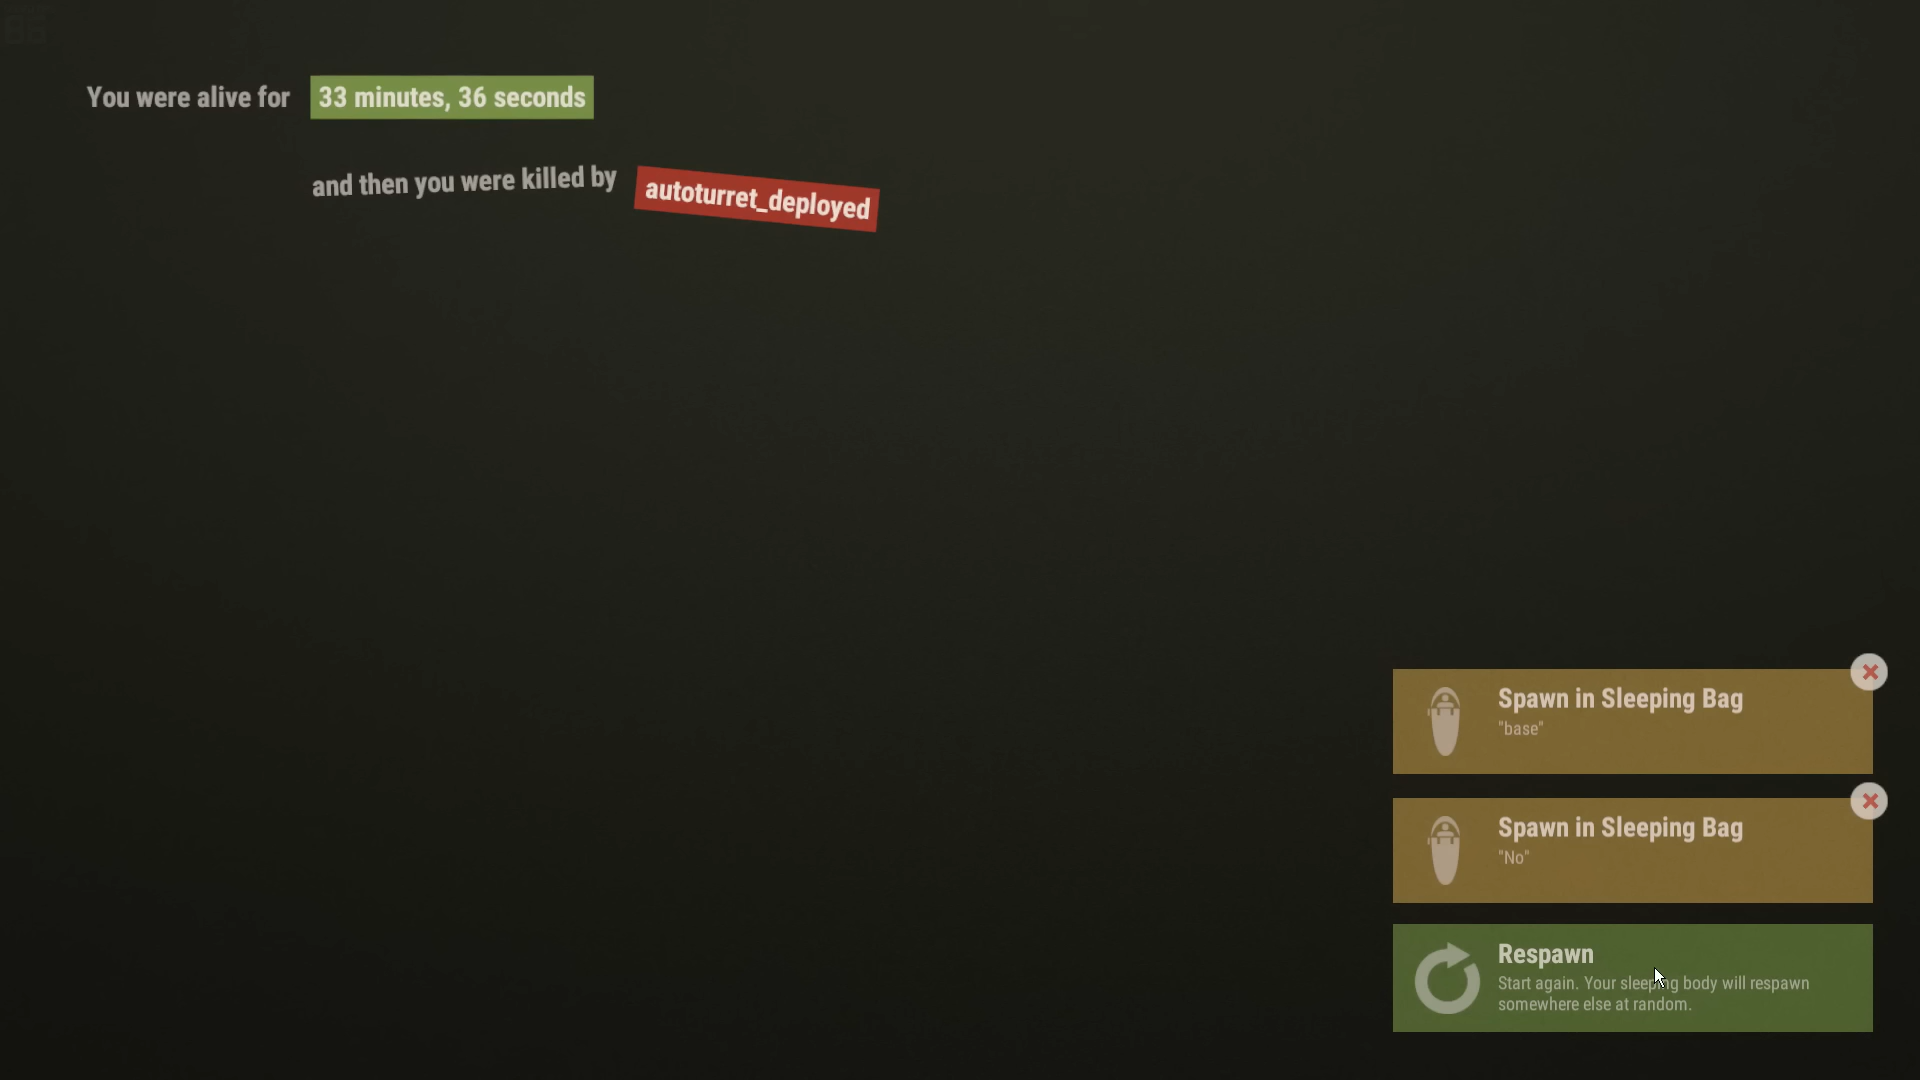 86
You were alive for 33 minutes, 36 seconds
and then you were killed by autoturret_deployed
Spawn in Sleeping Bag
"base"
Spawn in Sleeping Bag
"No"
Respawn
Start again. Your sleeping body will respawn
somewhere else at random.